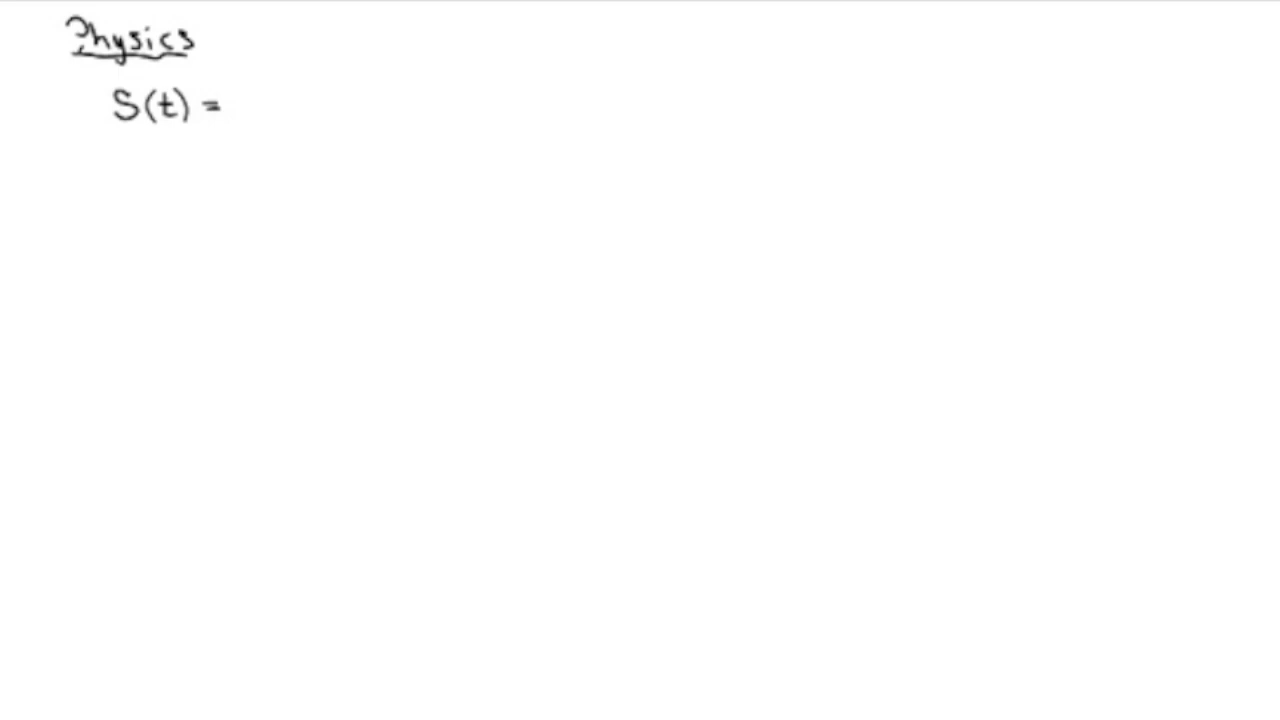 Physics
S(t) =